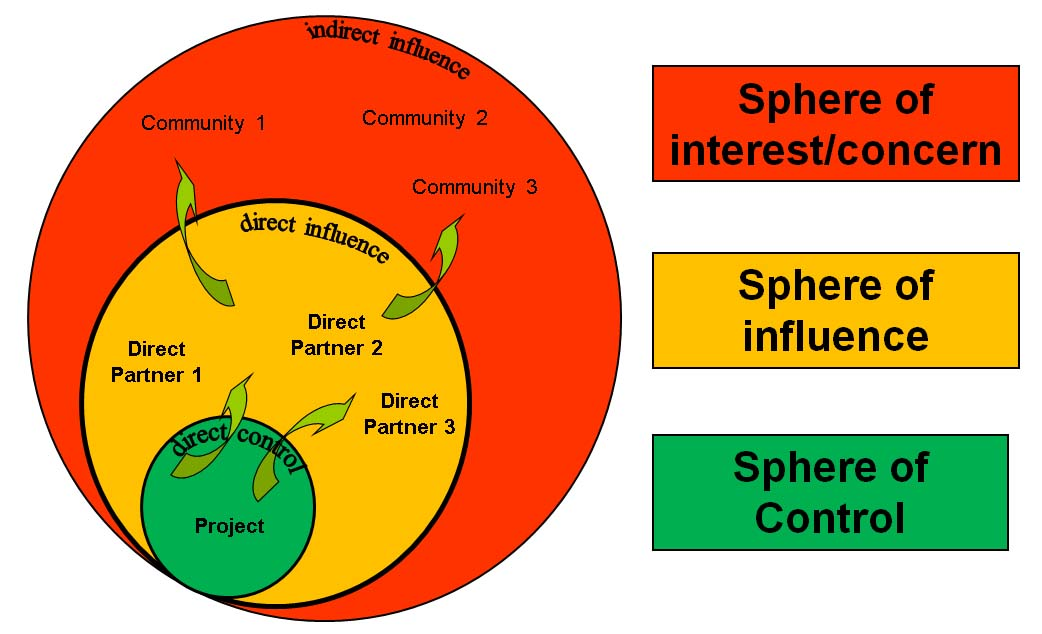 indirect influence
Community 1
Community 2
Community 3
direct influence
Direct
Partner 1
Direct
Partner 2
Direct
Partner 3
direct control
Project
Sphere of
interest/concern
Sphere of
influence
Sphere of
Control